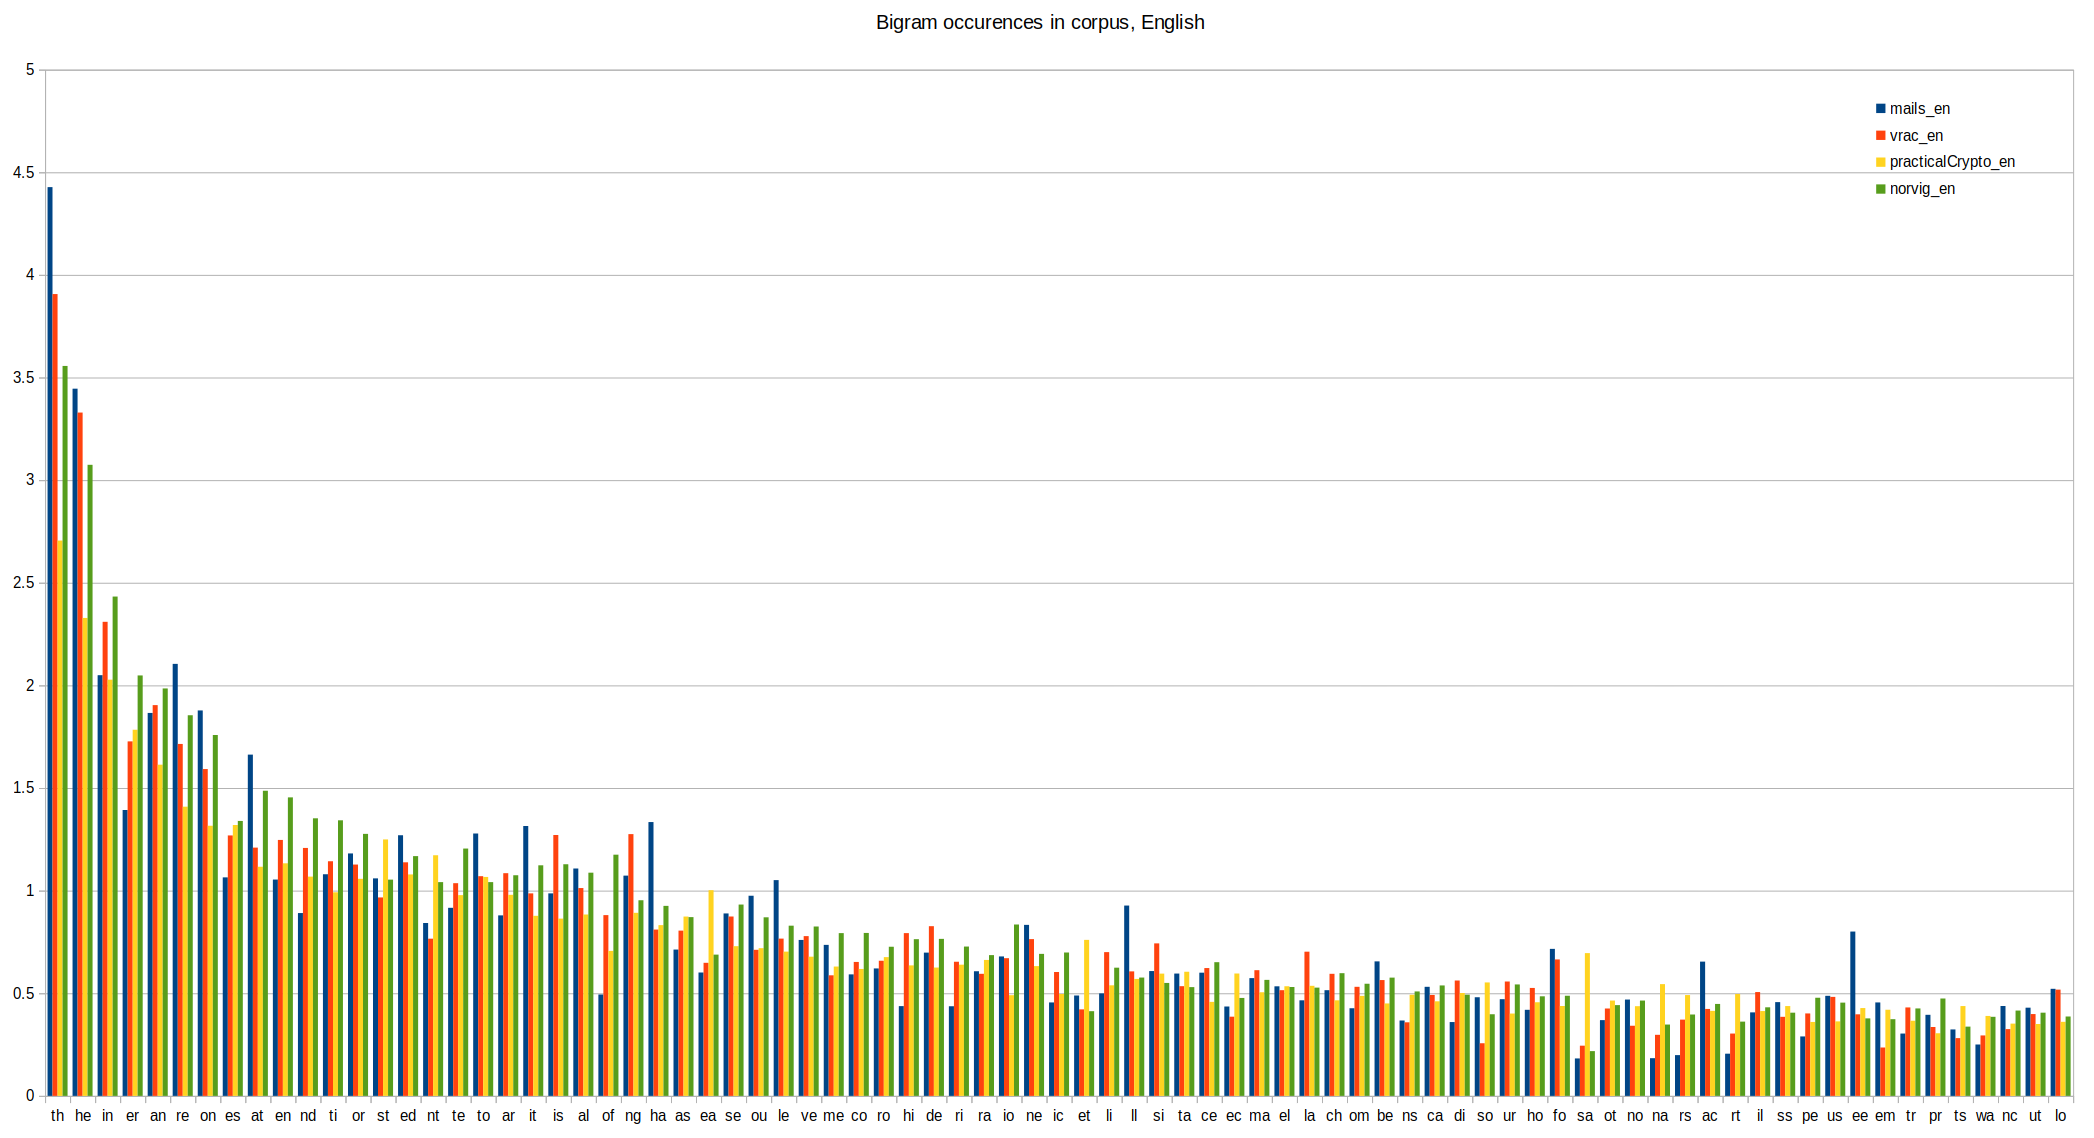 Bigram occurences in corpus, English
5
4.5
4
3.5
3
2.5
2
1.5
1
0.5
0
mails_en
vrac_en
practicalCrypto_en
norvig_en
th he in er an re on es at en nd ti or st ed nt te to ar it is al of ng ha as ea se ou le ve me co ro hi de ri ra io ne ic et li ll si ta ce ec ma el la ch om be ns ca di so ur ho fo sa ot no na rs ac rt il ss pe us ee em tr pr ts wa nc ut lo